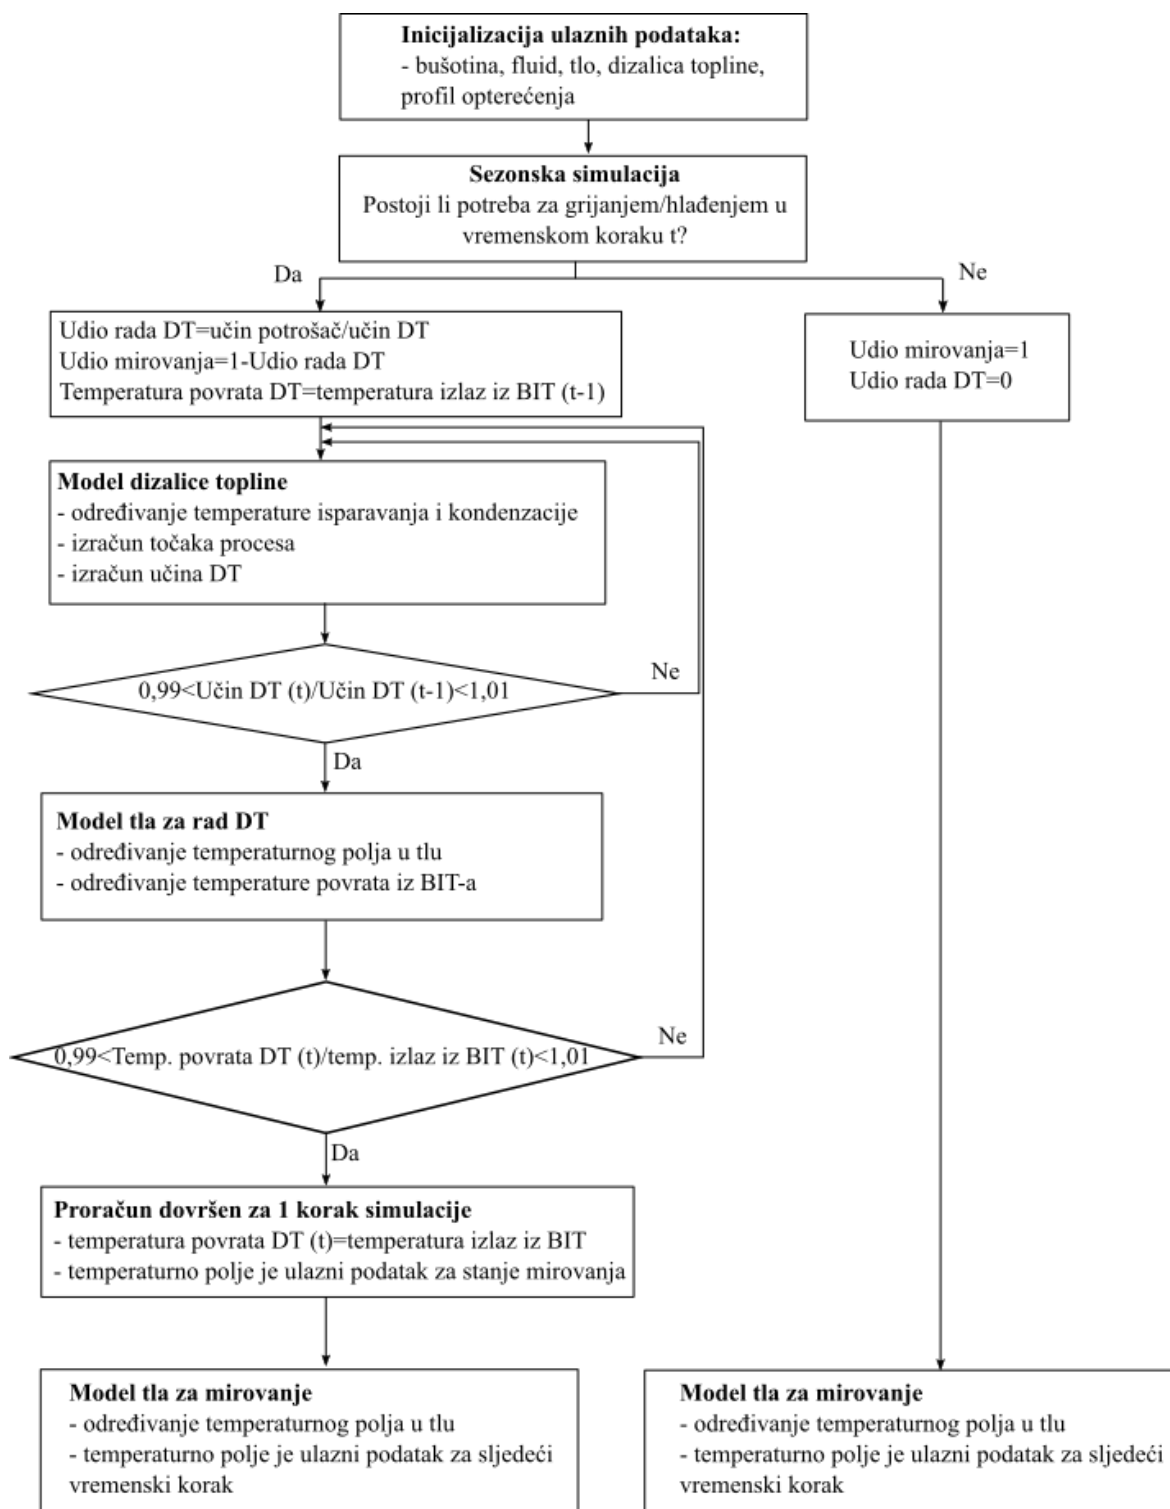 Inicijalizacija ulaznih podataka:
- bušotina, fluid, tlo, dizalica topline,
profil opterećenja
Sezonska simulacija
Postoji li potreba za grijanjem/hlađenjem u
vremenskom koraku t?
Da
Ne
Udio rada DT=učin potrošač/učin DT
Udio mirovanja=1-Udio rada DT
Temperatura povrata DT=temperatura izlaz iz BIT (t-1)
Udio mirovanja=1
Udio rada DT=0
Model dizalice topline
- određivanje temperature isparavanja i kondenzacije
- izračun točaka procesa
- izračun učina DT
0,99<Učin DT (t)/Učin DT (t-1)<1,01
Ne
Da
Model tla za rad DT
- određivanje temperaturnog polja u tlu
- određivanje temperature povrata iz BIT-a
0,99<Temp. povrata DT (t)/temp. izlaz iz BIT (t)<1,01
Ne
Da
Proračun dovršen za 1 korak simulacije
- temperatura povrata DT (t)=temperatura izlaz iz BIT
- temperaturno polje je ulazni podatak za stanje mirovanja
Model tla za mirovanje
- određivanje temperaturnog polja u tlu
- temperaturno polje je ulazni podatak za sljedeći
vremenski korak
Model tla za mirovanje
- određivanje temperaturnog polja u tlu
- temperaturno polje je ulazni podatak za sljedeći
vremenski korak